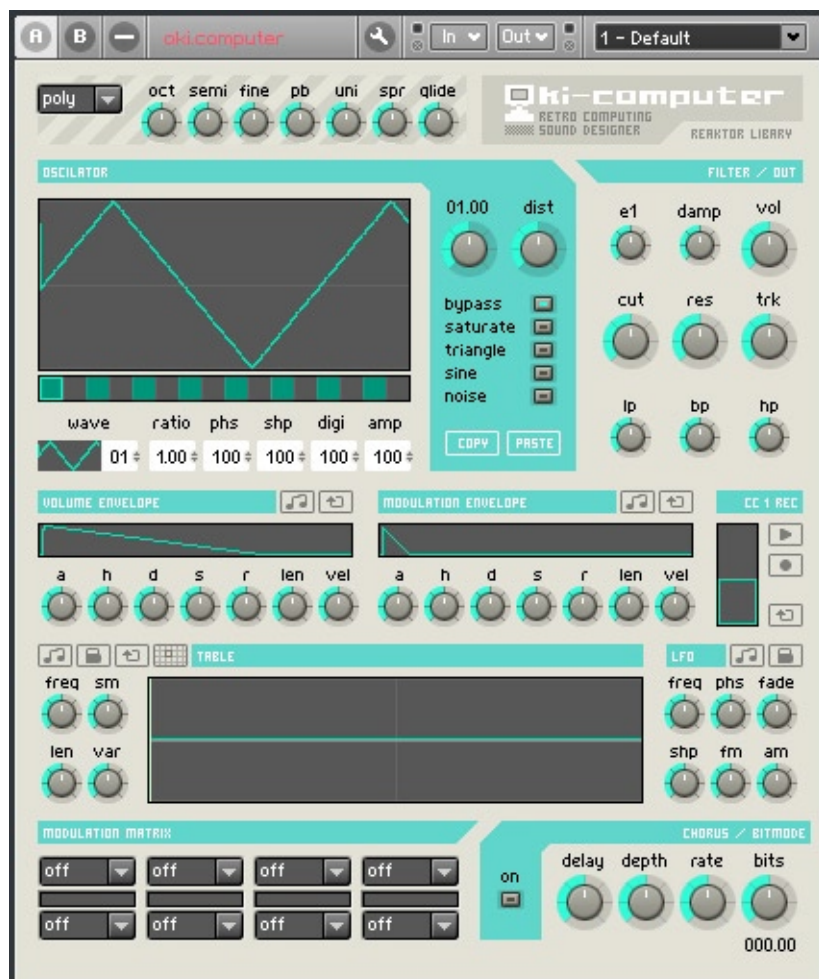 A B oki.computer In Out 1 - Default
poly oct semi fine pb uni spr glide
ki-computer
RETRO COMPUTING
SOUND DESIGNER REAKTOR LIBRARY
OSCILATOR FILTER / OUT
01.00 dist e1 damp vol
bypass cut res trk
saturate
triangle
sine
noise
lp bp hp
wave ratio phs shp digi amp
01 1.00 100 100 100 100 COPY PASTE
VOLUME ENVELOPE MODULATION ENVELOPE CC 1 REC
a h d s r len vel a h d s r len vel
TABLE LFO
freq sm freq phs fade
len var shp fm am
MODULATION MATRIX CHORUS / BITMODE
off off off off on delay depth rate bits
off off off off
000.00